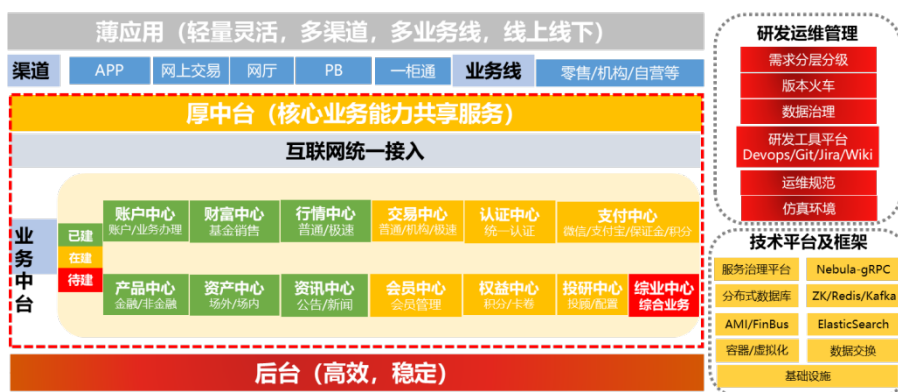 薄应用（轻量灵活，多渠道，多业务线，线上线下）
渠道
APP
网上交易
网厅
PB
一柜通
业务线
零售/机构/自营等
厚中台（核心业务能力共享服务）
互联网统一接入
业务中台
已建
在建
待建
账户中心
账户/业务办理
财富中心
基金销售
行情中心
普通/极速
交易中心
普通/机构/极速
认证中心
统一认证
支付中心
微信/支付宝/保证金/积分
产品中心
金融/非金融
资产中心
场外/场内
资讯中心
公告/新闻
会员中心
会员管理
权益中心
积分/卡卷
投研中心
投顾/配置
综业中心
综合业务
后台（高效，稳定）
研发运维管理
需求分层分级
版本火车
数据治理
研发工具平台
Devops/Git/Jira/Wiki
运维规范
仿真环境
技术平台及框架
服务治理平台
Nebula-gRPC
分布式数据库
ZK/Redis/Kafka
AMI/FinBus
ElasticSearch
容器/虚拟化
数据交换
基础设施